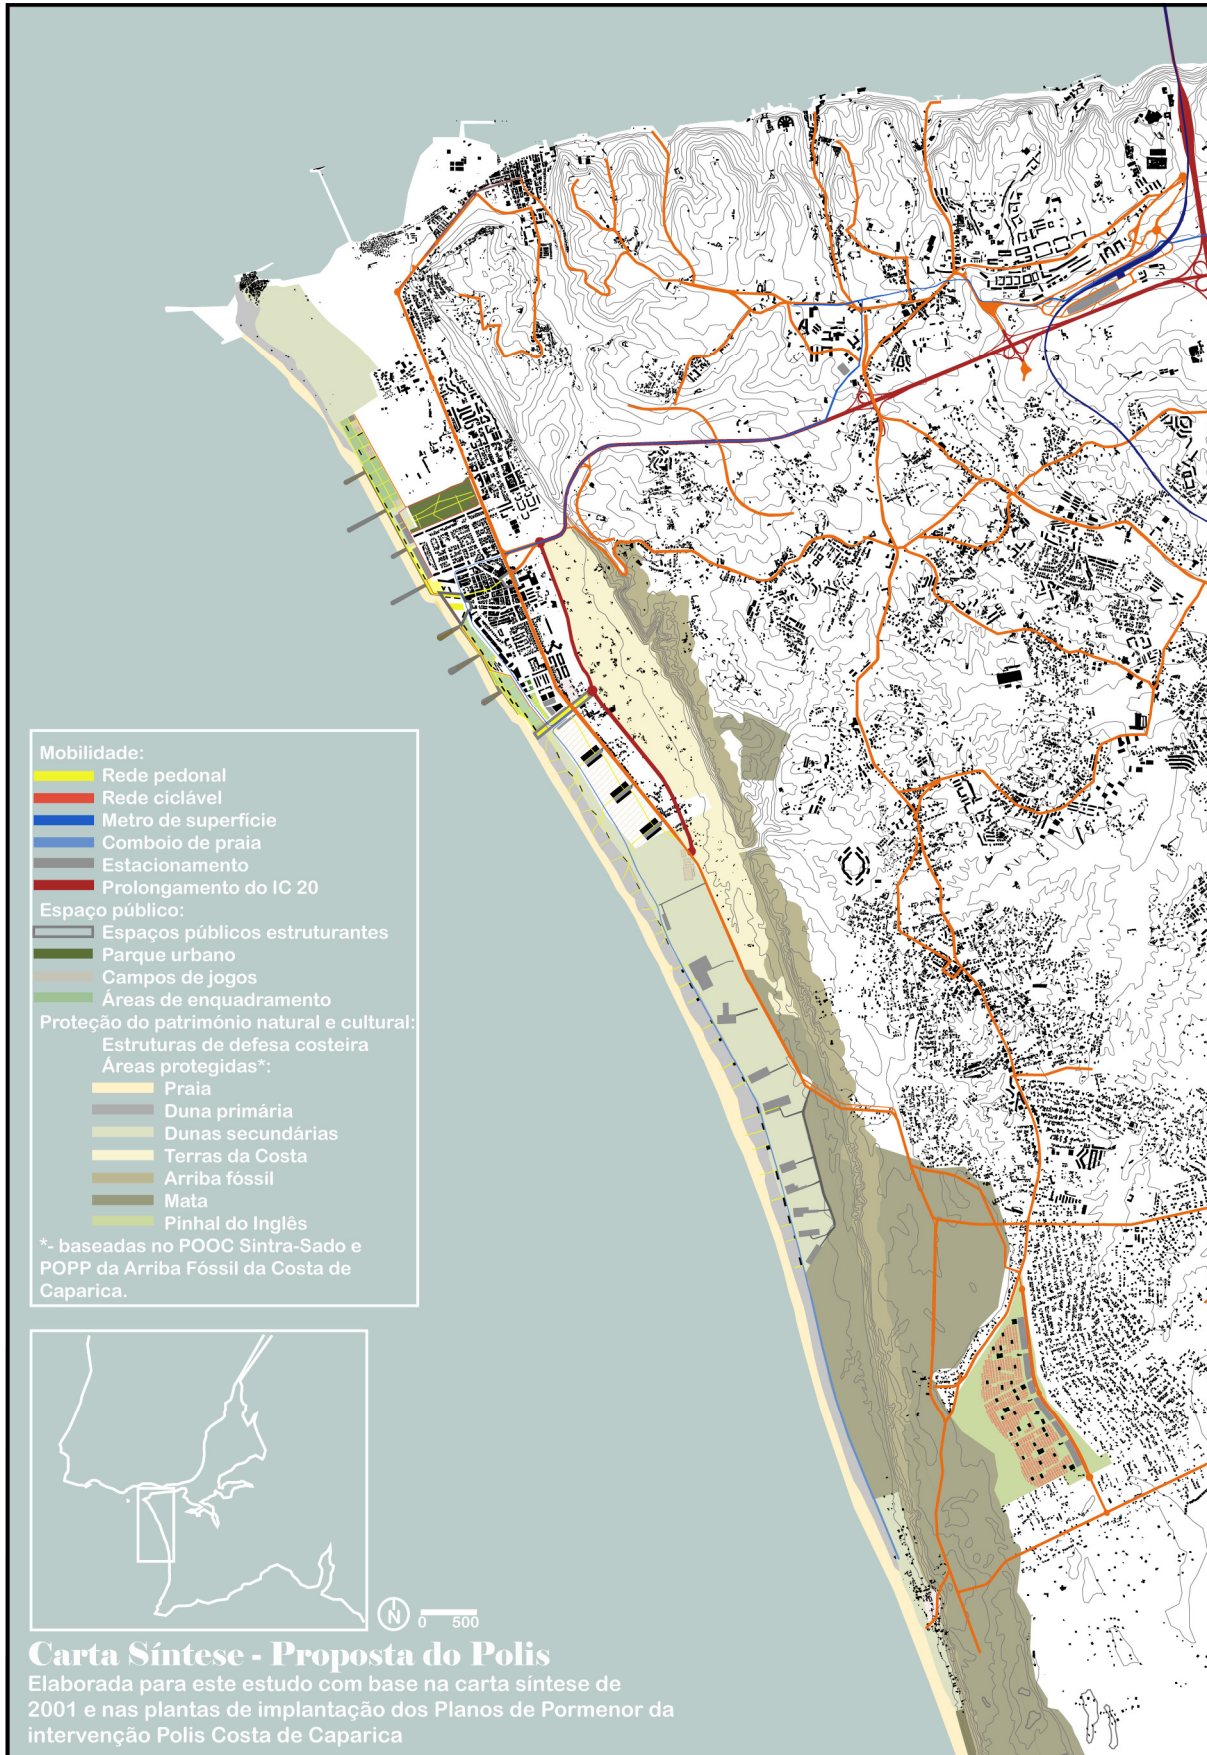 Mobilidade:
Rede pedonal
Rede ciclável
Metro de superfície
Comboio de praia
Estacionamento
Prolongamento do IC 20
Espaço público:
Espaços públicos estruturantes
Parque urbano
Campos de jogos
Áreas de enquadramento
Proteção do património natural e cultural:
Estruturas de defesa costeira
Áreas protegidas*:
Praia
Duna primária
Dunas secundárias
Terras da Costa
Arriba fóssil
Mata
Pinhal do Inglês
*- baseadas no POOC Sintra-Sado e
POPP da Arriba Fóssil da Costa de
Caparica.
N
0 500
Carta Síntese - Proposta do Polis
Elaborada para este estudo com base na carta síntese de
2001 e nas plantas de implantação dos Planos de Pormenor da
intervenção Polis Costa de Caparica